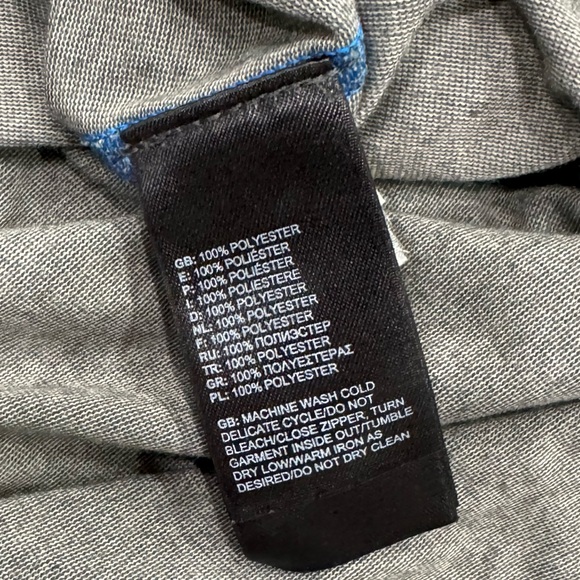 GB: 100% POLYESTER
E: 100% POLIÉSTER
P: 100% POLIÉSTER
I: 100% POLIESTERE
D: 100% POLYESTER
NL: 100% POLYESTER
F: 100% POLYESTER
RU: 100% ПОЛИЭСТЕР
TR: 100% POLYESTER
GR: 100% ΠΟΛΥΕΣΤΕΡΑΣ
PL: 100% POLYESTER
GB: MACHINE WASH COLD
DELICATE CYCLE/DO NOT
BLEACH/CLOSE ZIPPER, TURN
GARMENT INSIDE OUT/TUMBLE
DRY LOW/WARM IRON AS
DESIRED/DO NOT DRY CLEAN